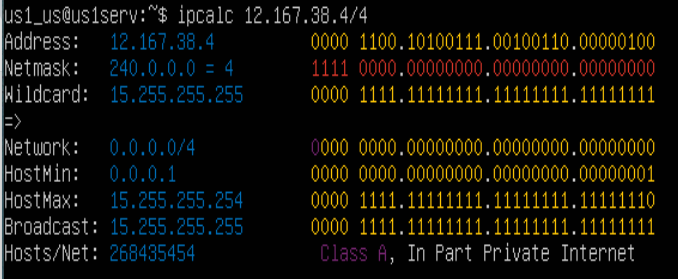 us1_us@us1serv:~$ ipcalc 12.167.38.4/4
Address:   12.167.38.4          0000 1100.10100111.00100110.00000100
Netmask:   240.0.0.0 = 4        1111 0000.00000000.00000000.00000000
Wildcard:  15.255.255.255       0000 1111.11111111.11111111.11111111
=>
Network:   0.0.0.0/4            0000 0000.00000000.00000000.00000000
HostMin:   0.0.0.1              0000 0000.00000000.00000000.00000001
HostMax:   15.255.255.254       0000 1111.11111111.11111111.11111110
Broadcast: 15.255.255.255       0000 1111.11111111.11111111.11111111
Hosts/Net: 268435454             Class A, In Part Private Internet